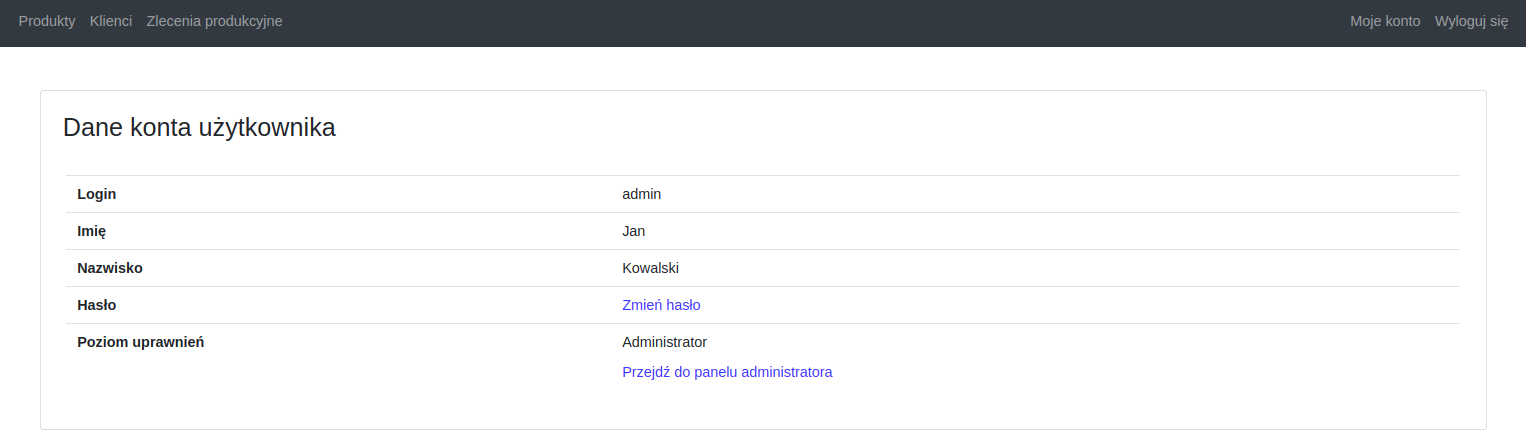 Produkty Klienci Zlecenia produkcyjne Moje konto Wyloguj się
Dane konta użytkownika
Login admin
Imię Jan
Nazwisko Kowalski
Hasło Zmień hasło
Poziom uprawnień Administrator
Przejdź do panelu administratora